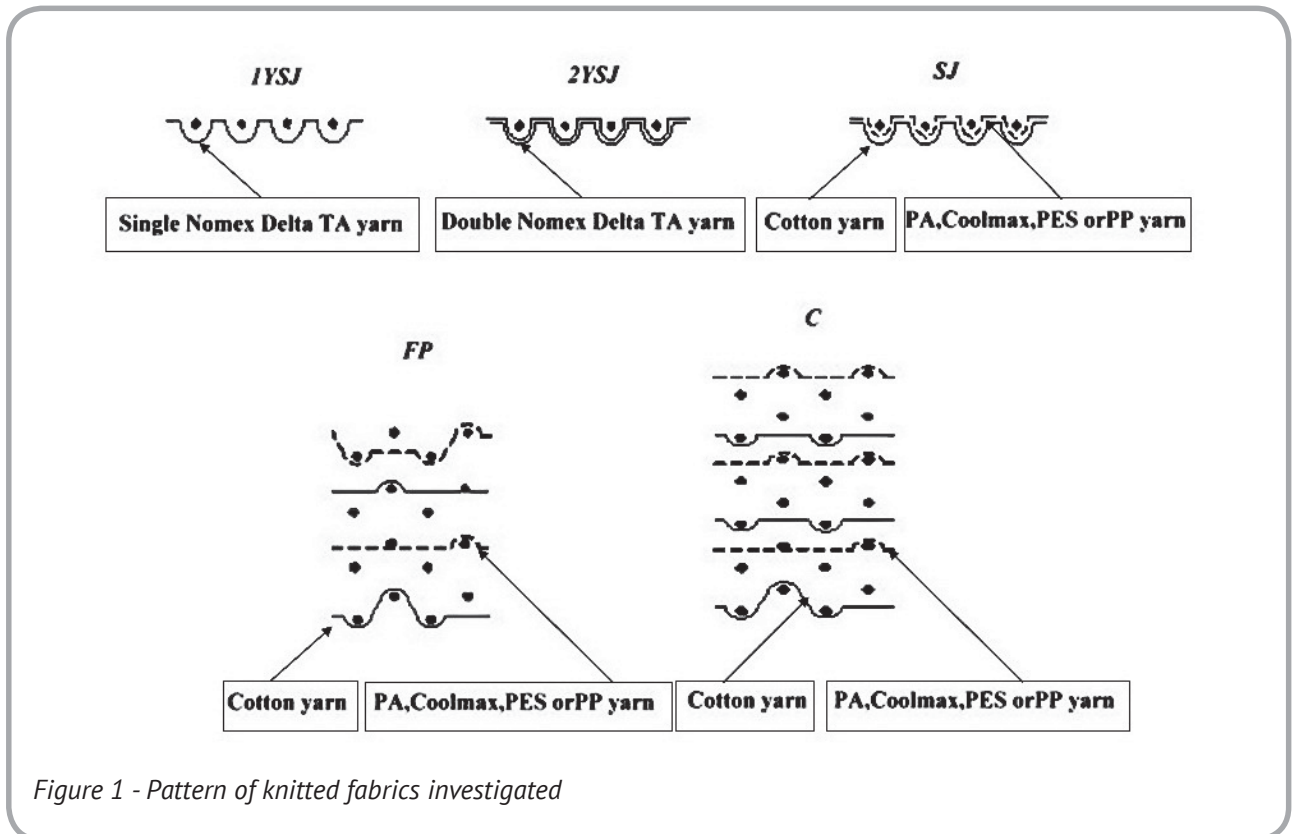 1YSJ
2YSJ
SJ
Single Nomex Delta TA yarn
Double Nomex Delta TA yarn
Cotton yarn
PA,Coolmax,PES orPP yarn
FP
C
Cotton yarn
PA,Coolmax,PES orPP yarn
Cotton yarn
PA,Coolmax,PES orPP yarn
Figure 1 - Pattern of knitted fabrics investigated